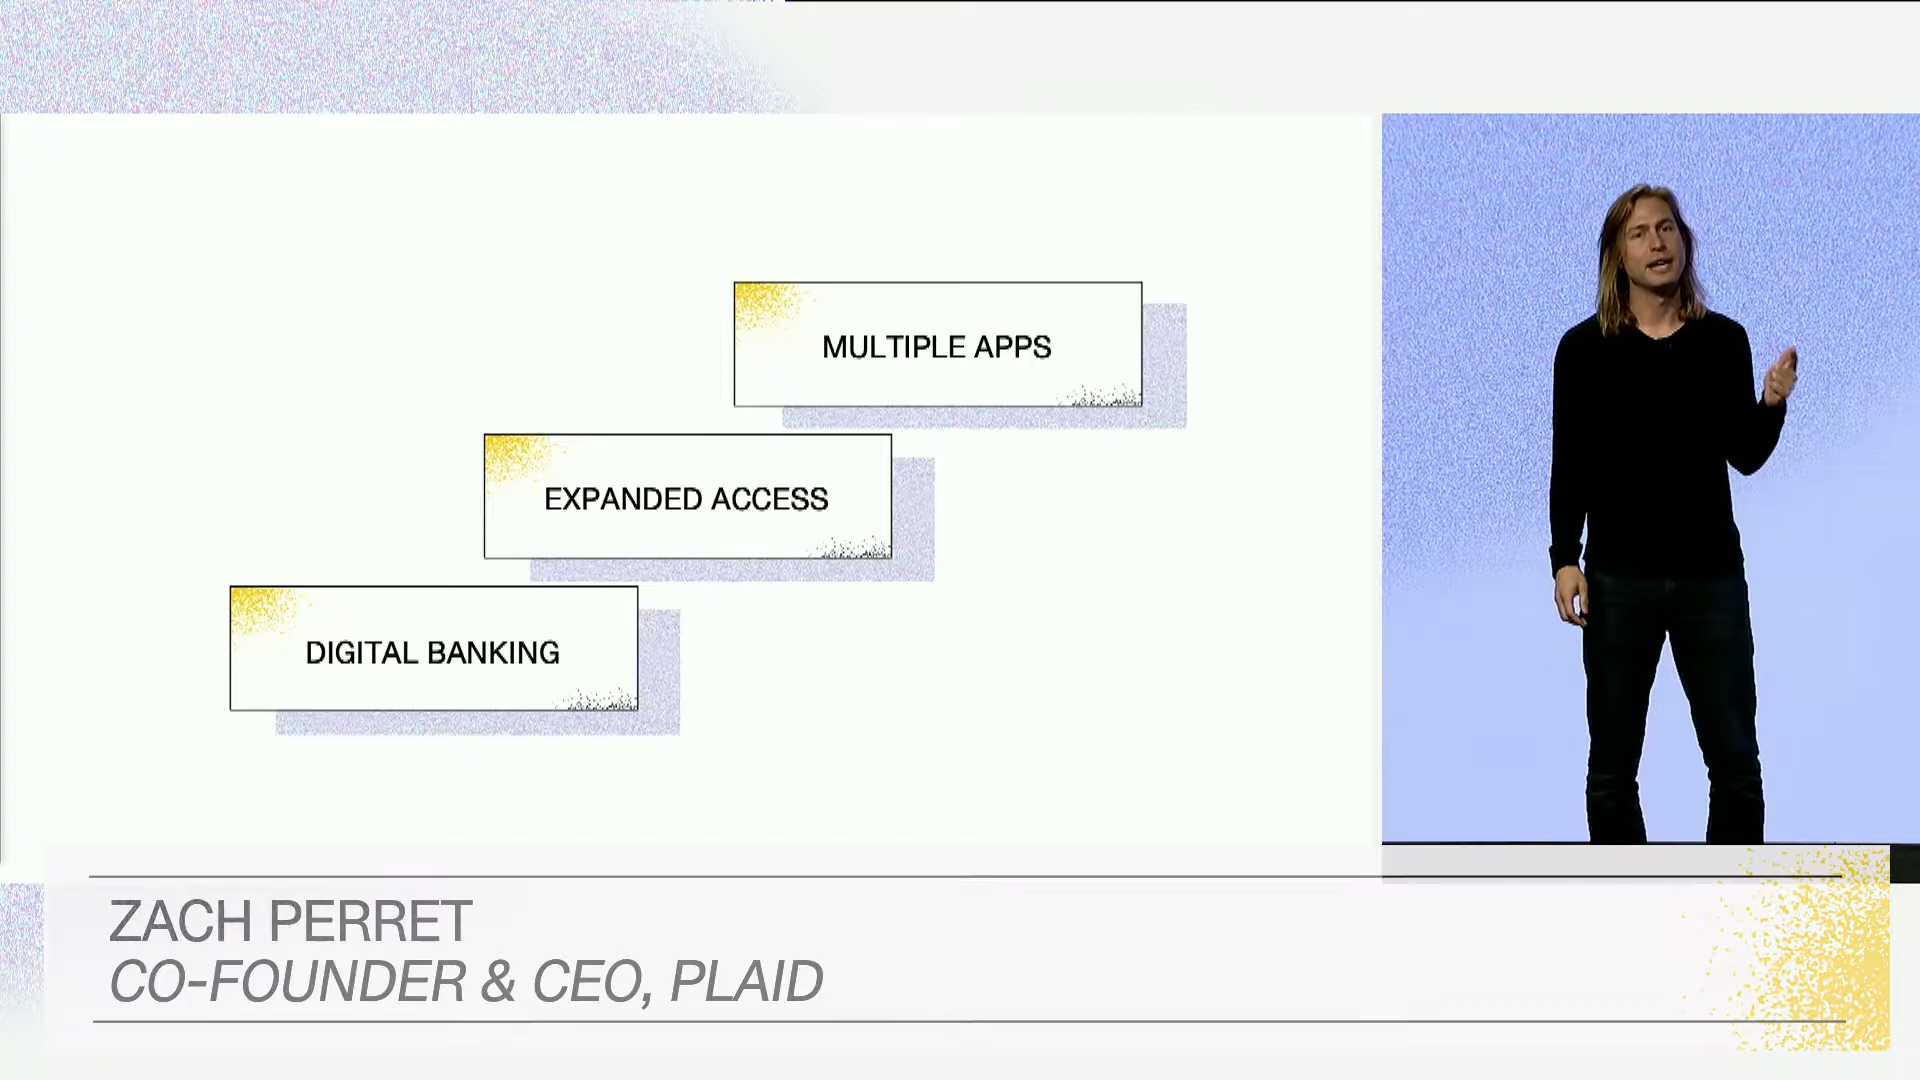 MULTIPLE APPS
EXPANDED ACCESS
DIGITAL BANKING
ZACH PERRET
CO-FOUNDER & CEO, PLAID